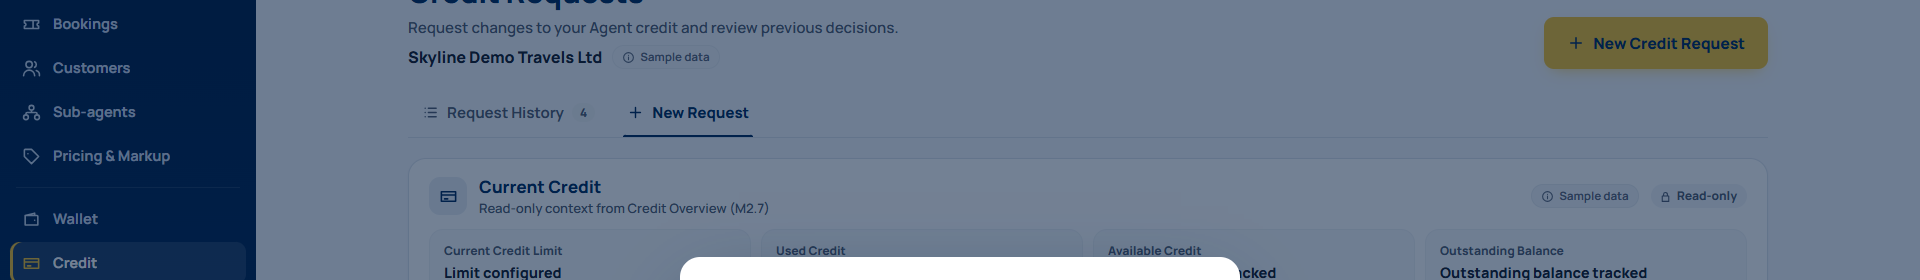 Bookings
Customers
Sub-agents
Pricing & Markup
Wallet
Credit
Credit Requests
Request changes to your Agent credit and review previous decisions.
Skyline Demo Travels Ltd
Sample data
New Credit Request
Request History 4
New Request
Current Credit
Read-only context from Credit Overview (M2.7)
Sample data
Read-only
Current Credit Limit
Limit configured
Used Credit
Available Credit
Outstanding Balance
Outstanding balance tracked